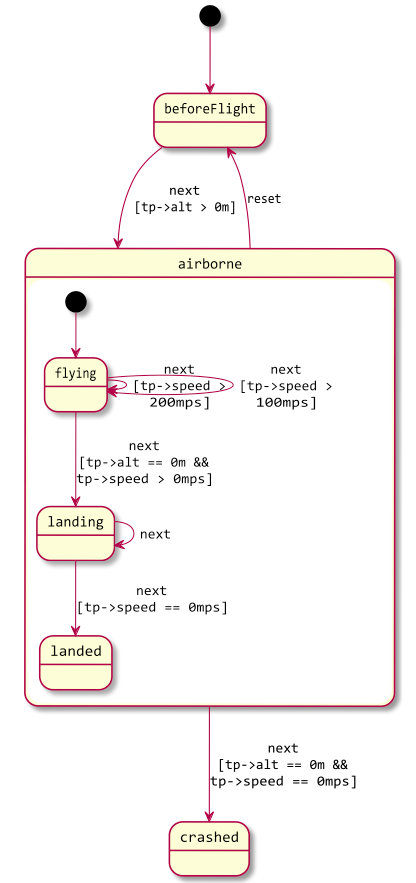 beforeFlight
next
[tp->alt > 0m]
reset
airborne
flying
next
[tp->speed >
200mps]
next
[tp->speed >
100mps]
next
[tp->alt == 0m &&
tp->speed > 0mps]
landing
next
next
[tp->speed == 0mps]
landed
next
[tp->alt == 0m &&
tp->speed == 0mps]
crashed